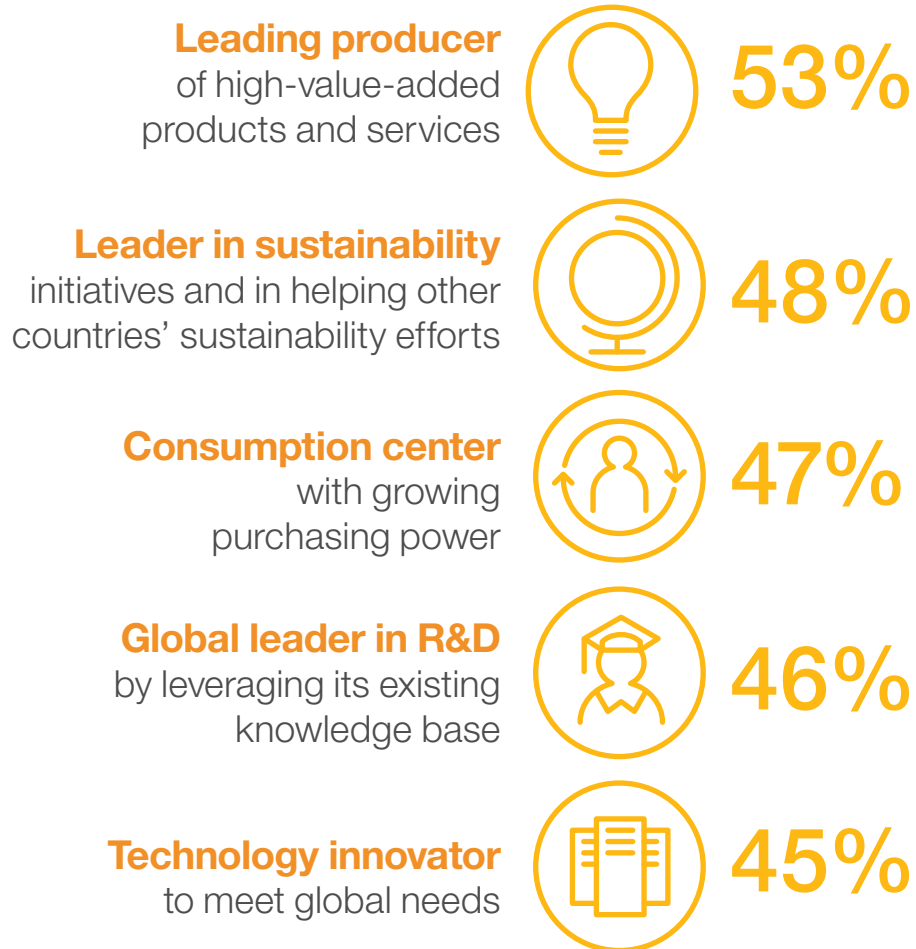 Leading producer
of high-value-added
products and services
53%
Leader in sustainability
initiatives and in helping other
countries’ sustainability efforts
48%
Consumption center
with growing
purchasing power
47%
Global leader in R&D
by leveraging its existing
knowledge base
46%
Technology innovator
to meet global needs
45%